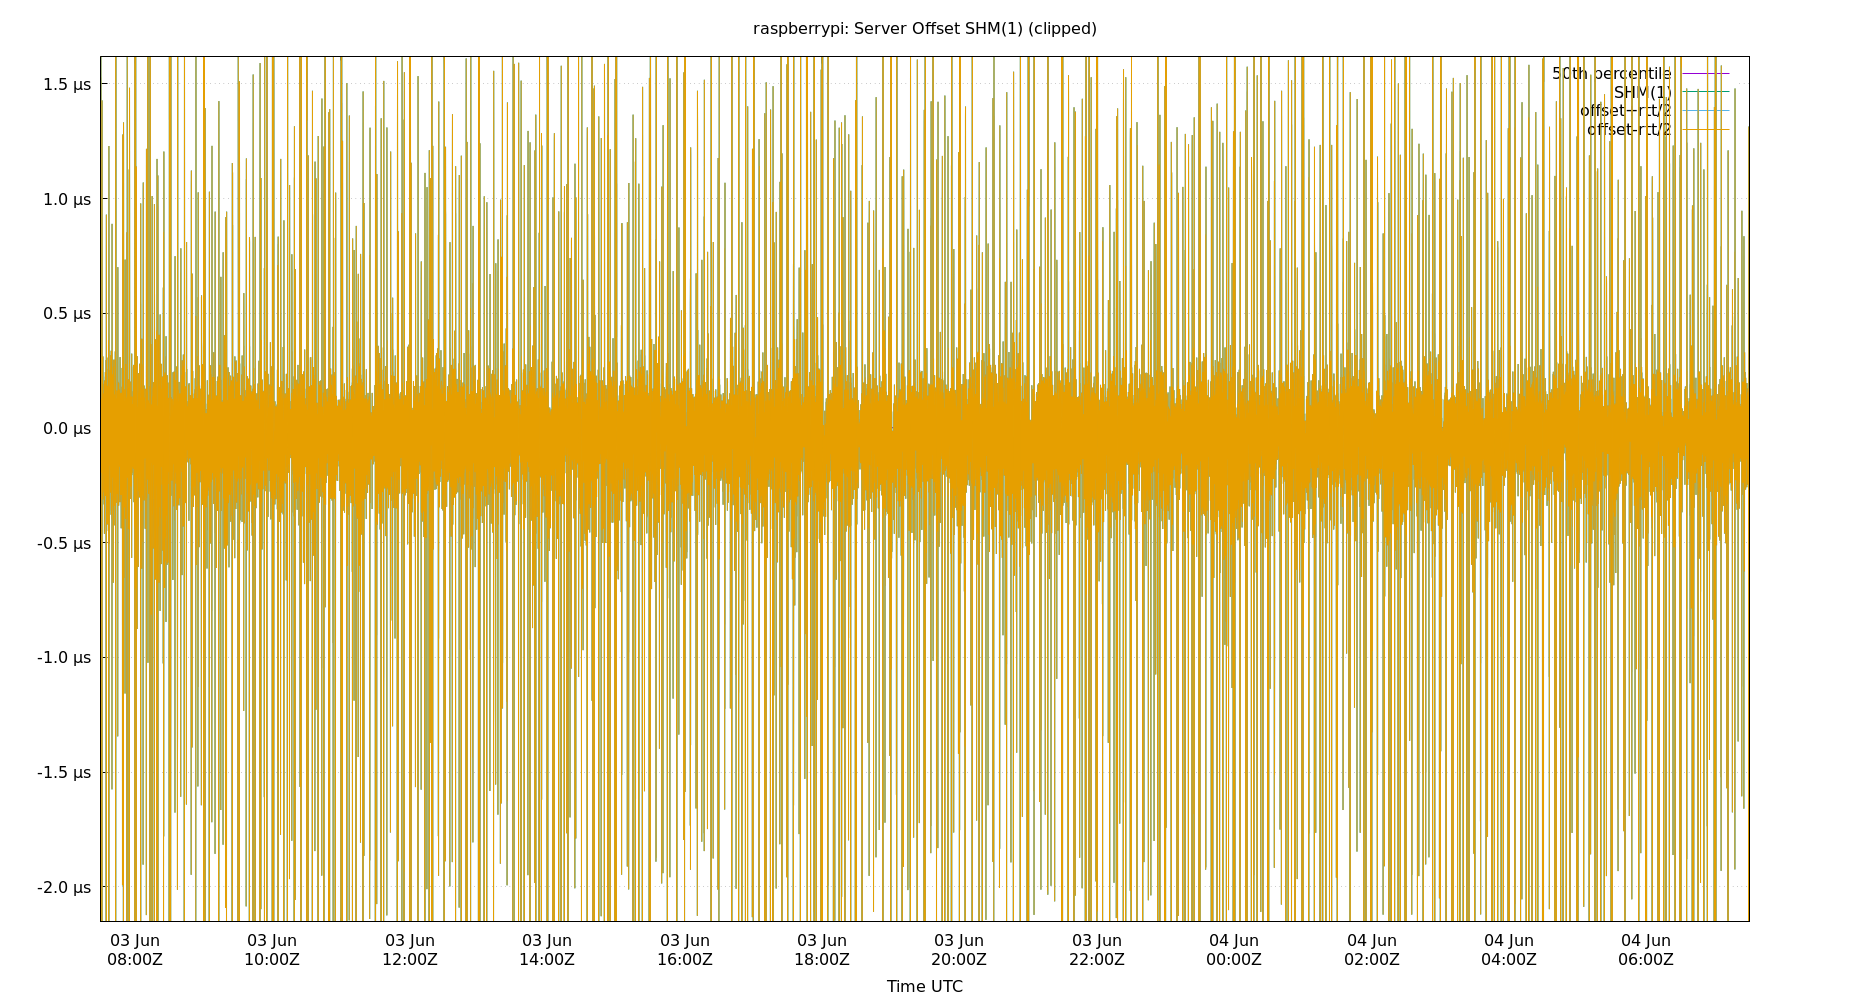 raspberrypi: Server Offset SHM(1) (clipped)
50th percentile
SHM(1)
offset+rtt/2
offset-rtt/2
1.5 µs
1.0 µs
0.5 µs
0.0 µs
-0.5 µs
-1.0 µs
-1.5 µs
-2.0 µs
03 Jun 03 Jun 03 Jun 03 Jun 03 Jun 03 Jun 03 Jun 03 Jun 04 Jun 04 Jun 04 Jun 04 Jun
08:00Z 10:00Z 12:00Z 14:00Z 16:00Z 18:00Z 20:00Z 22:00Z 00:00Z 02:00Z 04:00Z 06:00Z
Time UTC